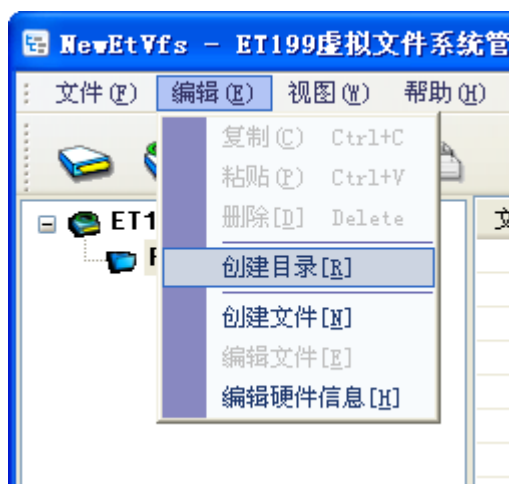 NewEtVfs - ET199虚拟文件系统管
文件(F) 编辑(E) 视图(W) 帮助(H)
复制(C) Ctrl+C
粘贴(P) Ctrl+V
删除[D] Delete
ET1
文
创建目录[R]
创建文件[N]
编辑文件[E]
编辑硬件信息[H]